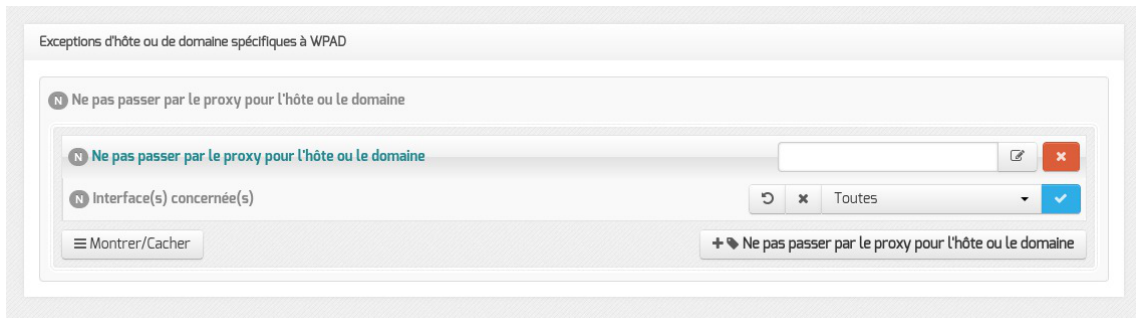 Exceptions d'hôte ou de domaine spécifiques à WPAD
N Ne pas passer par le proxy pour l'hôte ou le domaine
N Ne pas passer par le proxy pour l'hôte ou le domaine
N Interface(s) concernée(s) Toutes
Montrer/Cacher Ne pas passer par le proxy pour l'hôte ou le domaine